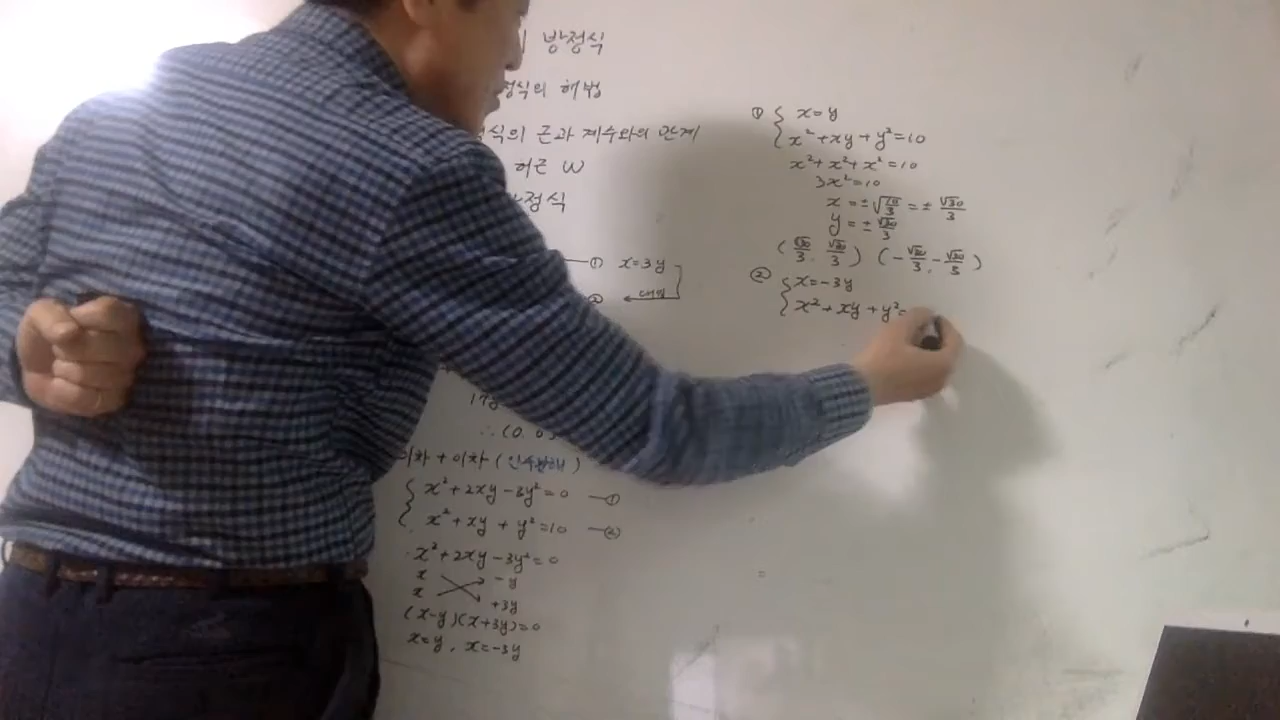 방정식
정식의 해법
식의 근과 계수와의 관계
허근 ω
방정식
① x=3y
② 대입
17y
∴ (0, 0)
이차 + 이차 ( 인수분해 )
x²+2xy-3y²=0 — ①
x²+xy+y²=10 — ②
x²+2xy-3y²=0
x -y
x +3y
(x-y)(x+3y)=0
x=y, x=-3y
① x=y
x²+xy+y²=10
x²+x²+x²=10
3x²=10
x=±√(10/3)=±√30/3
y=±√30/3
(√30/3, √30/3) (-√30/3, -√30/3)
② x=-3y
x²+xy+y²=